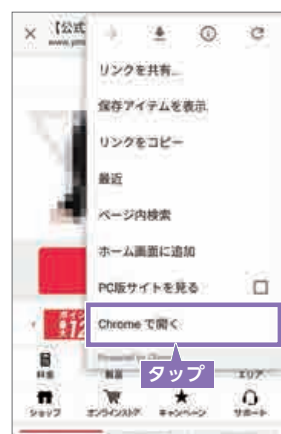 【公式
リンクを共有...
保存アイテムを表示
リンクをコピー
最近
ページ内検索
ホーム画面に追加
PC版サイトを見る
Chrome で開く
タップ
料金
製品
エリア
ショップ
オンラインストア
キャンペーン
サポート